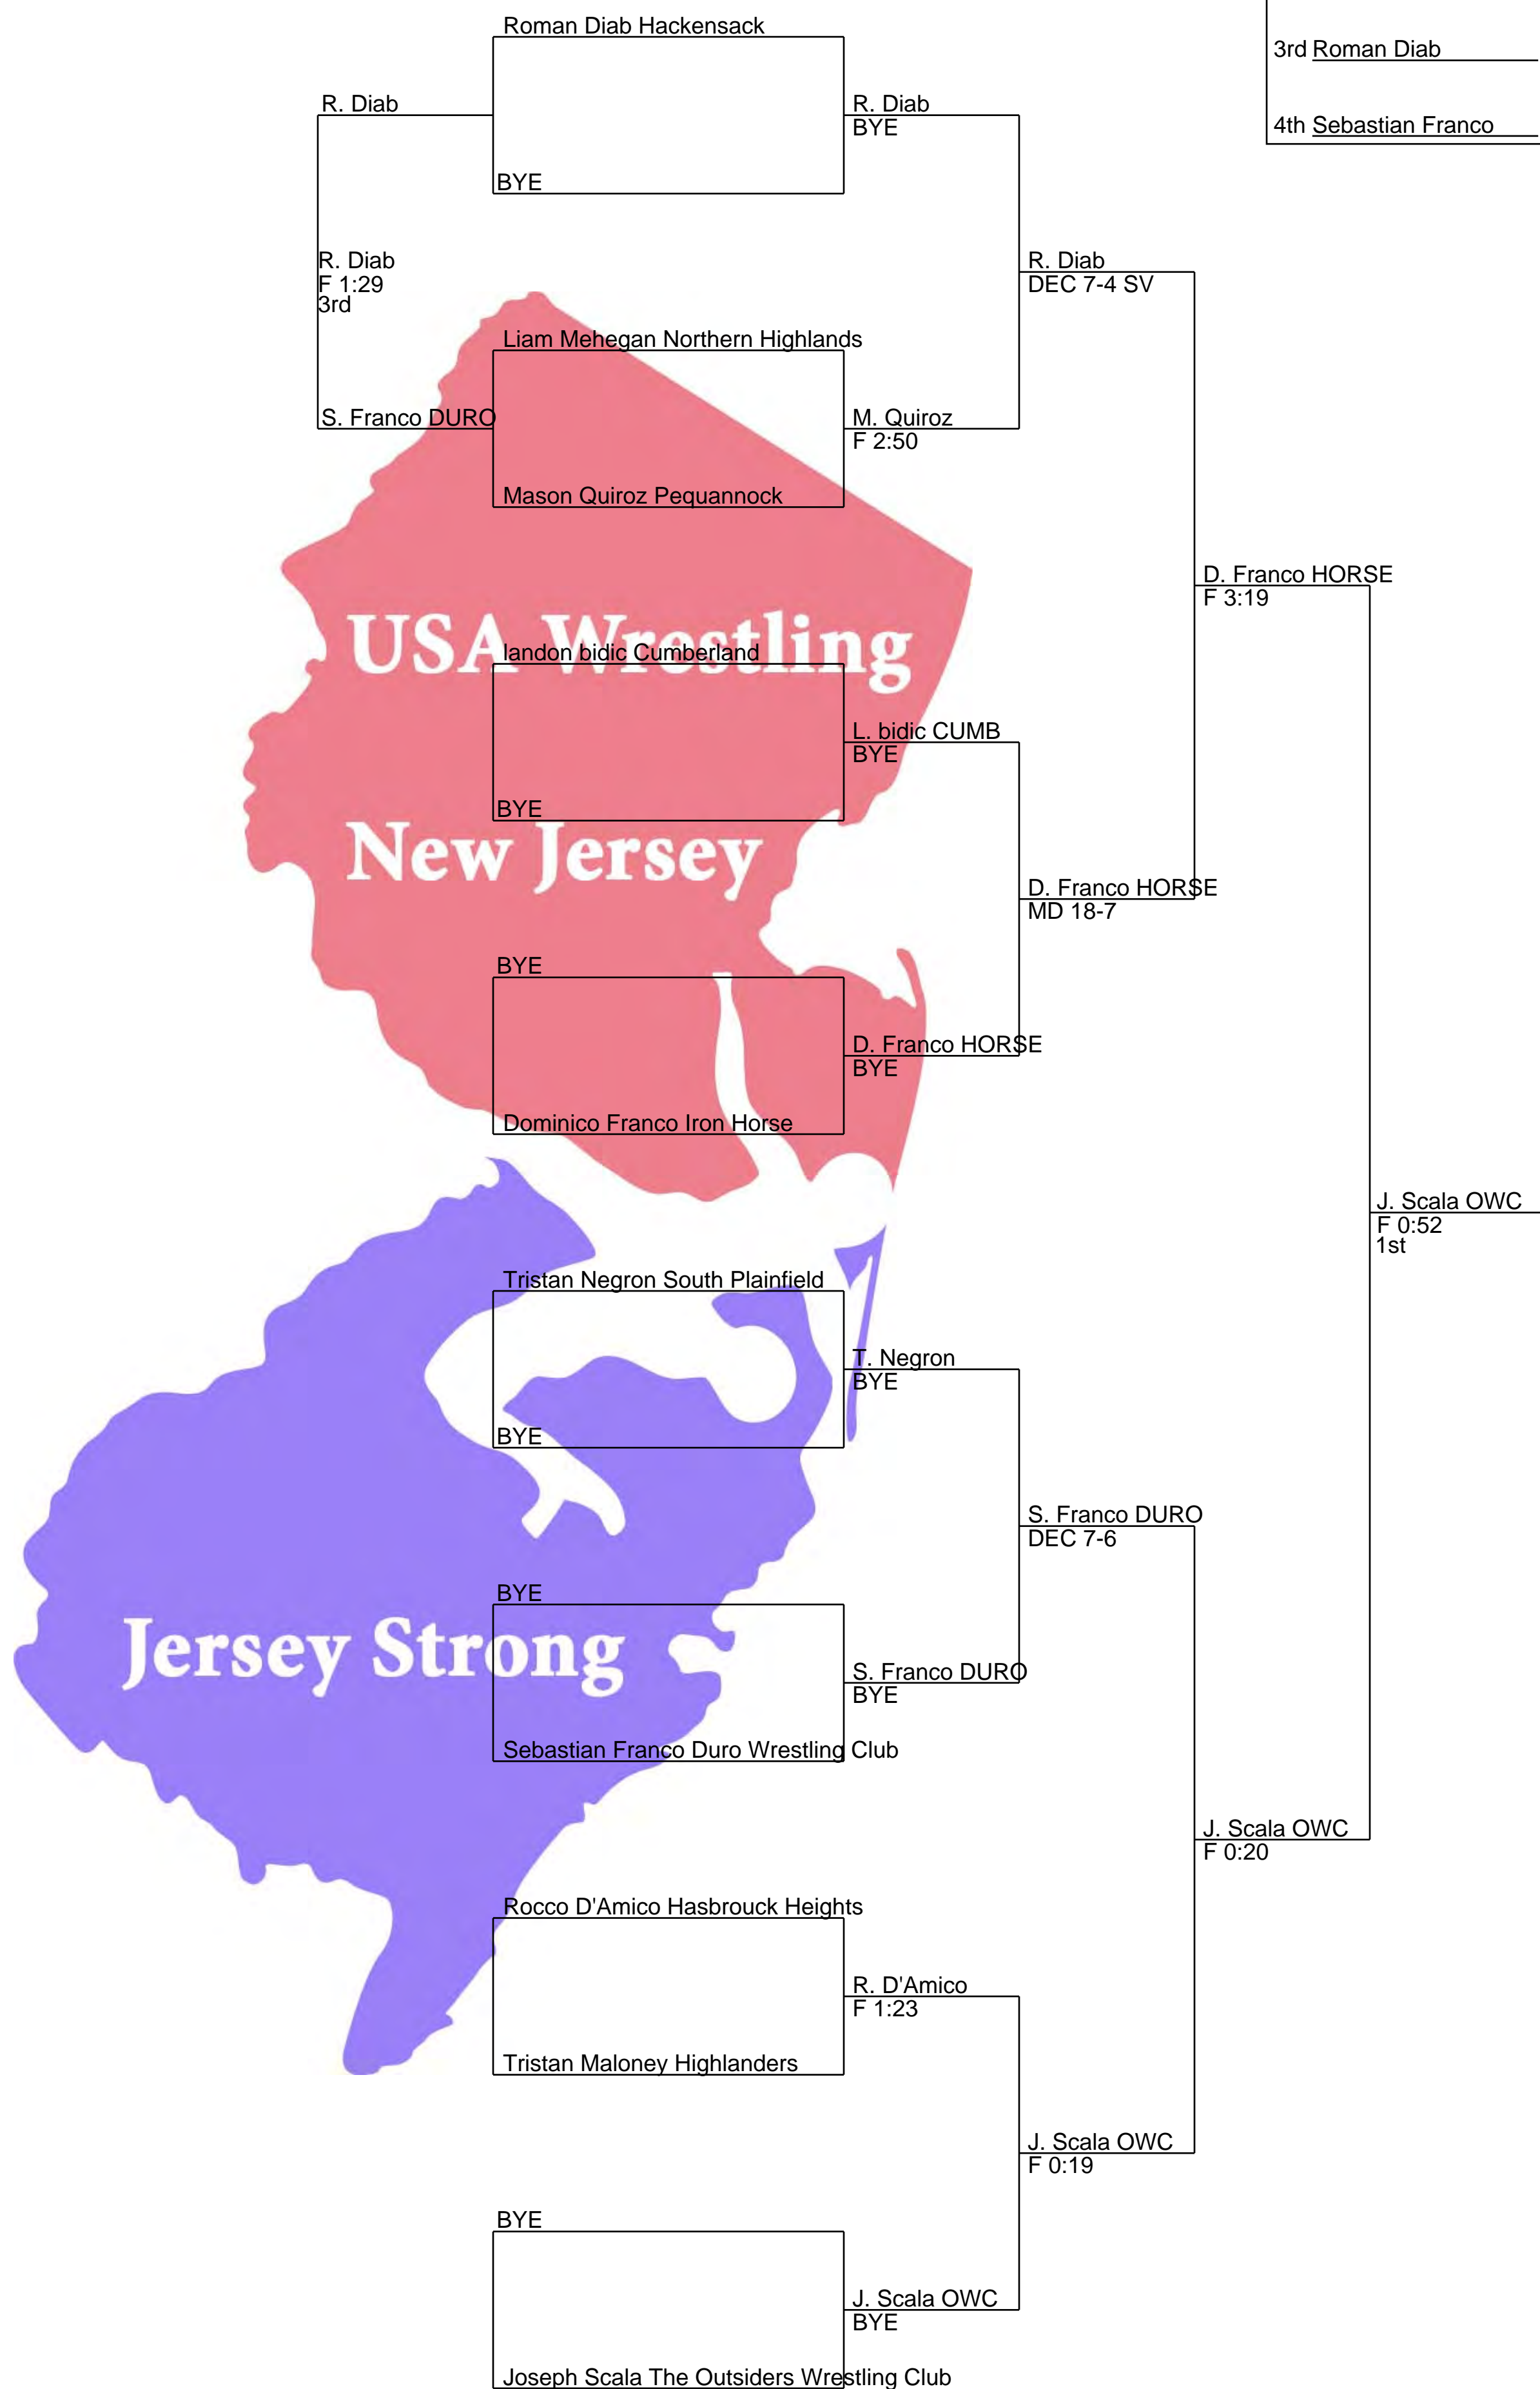 Roman Diab Hackensack
3rd Roman Diab
R. Diab
R. Diab
BYE
4th Sebastian Franco
BYE
R. Diab
F 1:29
3rd
R. Diab
DEC 7-4 SV
Liam Mehegan Northern Highlands
S. Franco DURO
M. Quiroz
F 2:50
Mason Quiroz Pequannock
D. Franco HORSE
F 3:19
USA Wrestling
landon bidic Cumberland
L. bidic CUMB
BYE
BYE
New Jersey
D. Franco HORSE
MD 18-7
BYE
D. Franco HORSE
BYE
Dominico Franco Iron Horse
J. Scala OWC
F 0:52
1st
Tristan Negron South Plainfield
T. Negron
BYE
BYE
S. Franco DURO
DEC 7-6
BYE
Jersey Strong
S. Franco DURO
BYE
Sebastian Franco Duro Wrestling Club
J. Scala OWC
F 0:20
Rocco D'Amico Hasbrouck Heights
R. D'Amico
F 1:23
Tristan Maloney Highlanders
J. Scala OWC
F 0:19
BYE
J. Scala OWC
BYE
Joseph Scala The Outsiders Wrestling Club